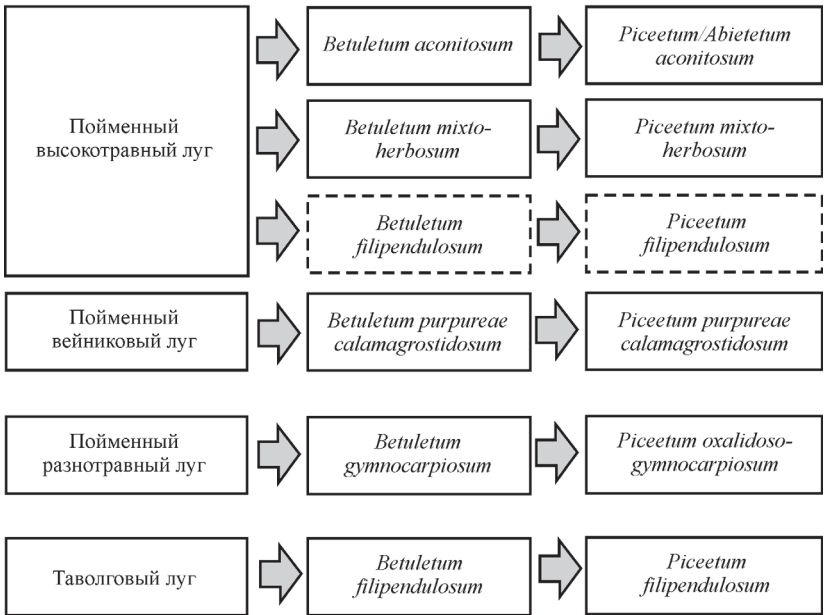 Пойменный
высокотравный луг
Betuletum aconitosum
Piceetum/Abietetum
aconitosum
Betuletum mixto-
herbosum
Piceetum mixto-
herbosum
Betuletum
filipendulosum
Piceetum
filipendulosum
Пойменный
вейниковый луг
Betuletum purpureae
calamagrostidosum
Piceetum purpureae
calamagrostidosum
Пойменный
разнотравный луг
Betuletum
gymnocarpiosum
Piceetum oxalidoso-
gymnocarpiosum
Таволговый луг
Betuletum
filipendulosum
Piceetum
filipendulosum